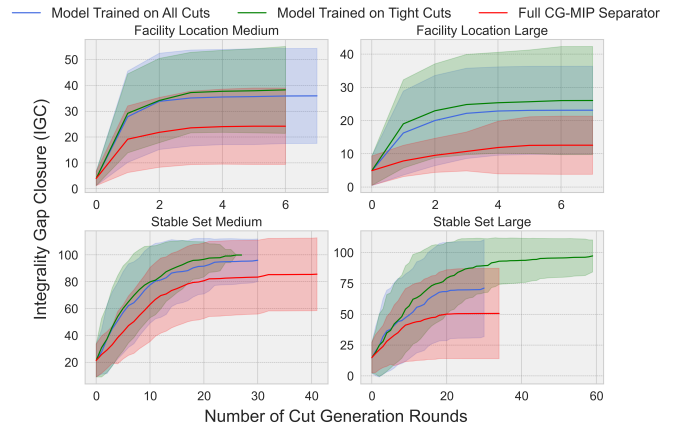 Model Trained on All Cuts Model Trained on Tight Cuts Full CG-MIP Separator
Facility Location Medium Facility Location Large
50
40
30
20
10
0
0 2 4 6
40
30
20
10
0
0 2 4 6
Integrality Gap Closure (IGC)
Stable Set Medium Stable Set Large
100
80
60
40
20
0 10 20 30 40
100
75
50
25
0
0 20 40 60
Number of Cut Generation Rounds